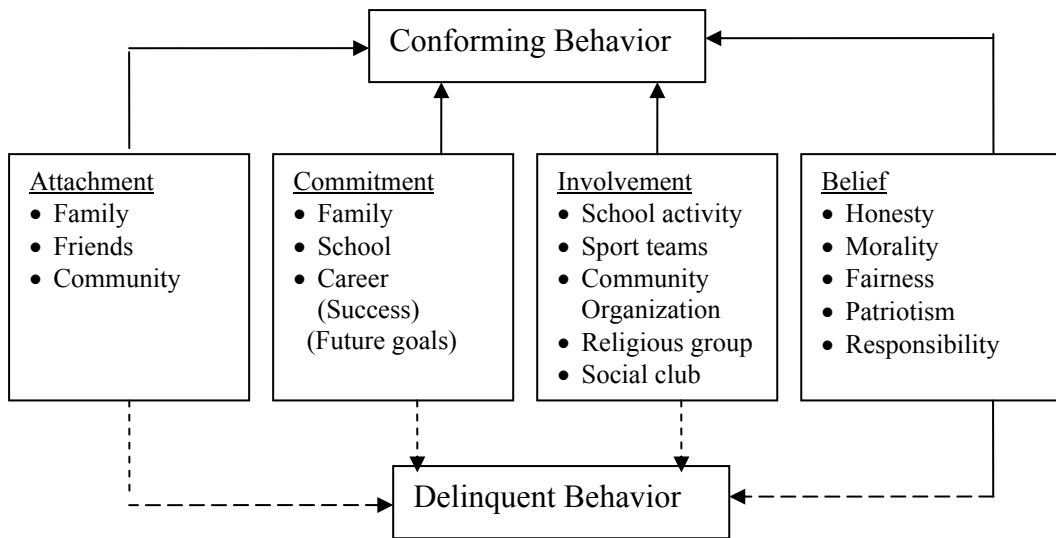 Conforming Behavior
Attachment
• Family
• Friends
• Community
Commitment
• Family
• School
• Career
(Success)
(Future goals)
Involvement
• School activity
• Sport teams
• Community
Organization
• Religious group
• Social club
Belief
• Honesty
• Morality
• Fairness
• Patriotism
• Responsibility
Delinquent Behavior